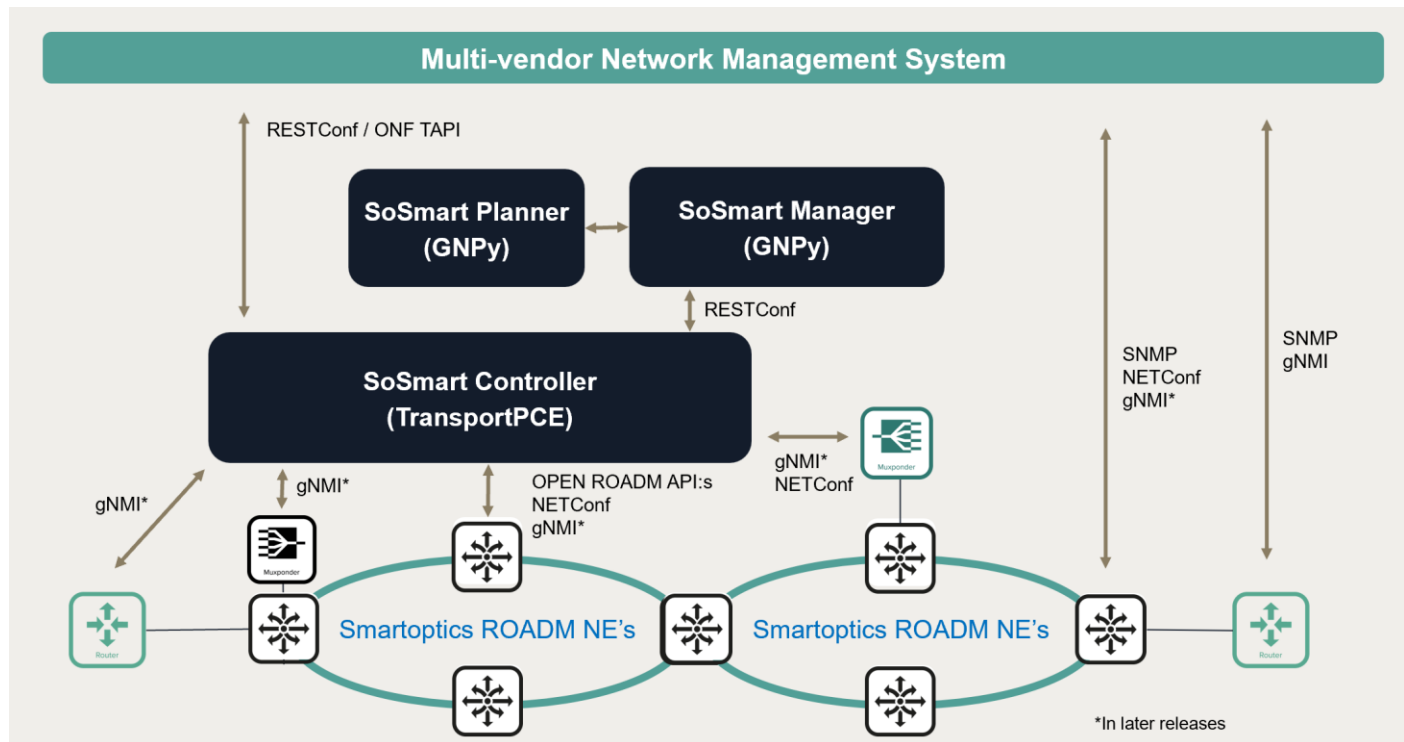 Multi-vendor Network Management System
RESTConf / ONF TAPI
SoSmart Planner
(GNPy)
SoSmart Manager
(GNPy)
RESTConf
SNMP
NETConf
gNMI*
SNMP
gNMI
SoSmart Controller
(TransportPCE)
Muxponder
gNMI*
NETConf
gNMI*
gNMI*
OPEN ROADM API:s
NETConf
gNMI*
Muxponder
Router
Smartoptics ROADM NE's
Smartoptics ROADM NE's
Router
*In later releases